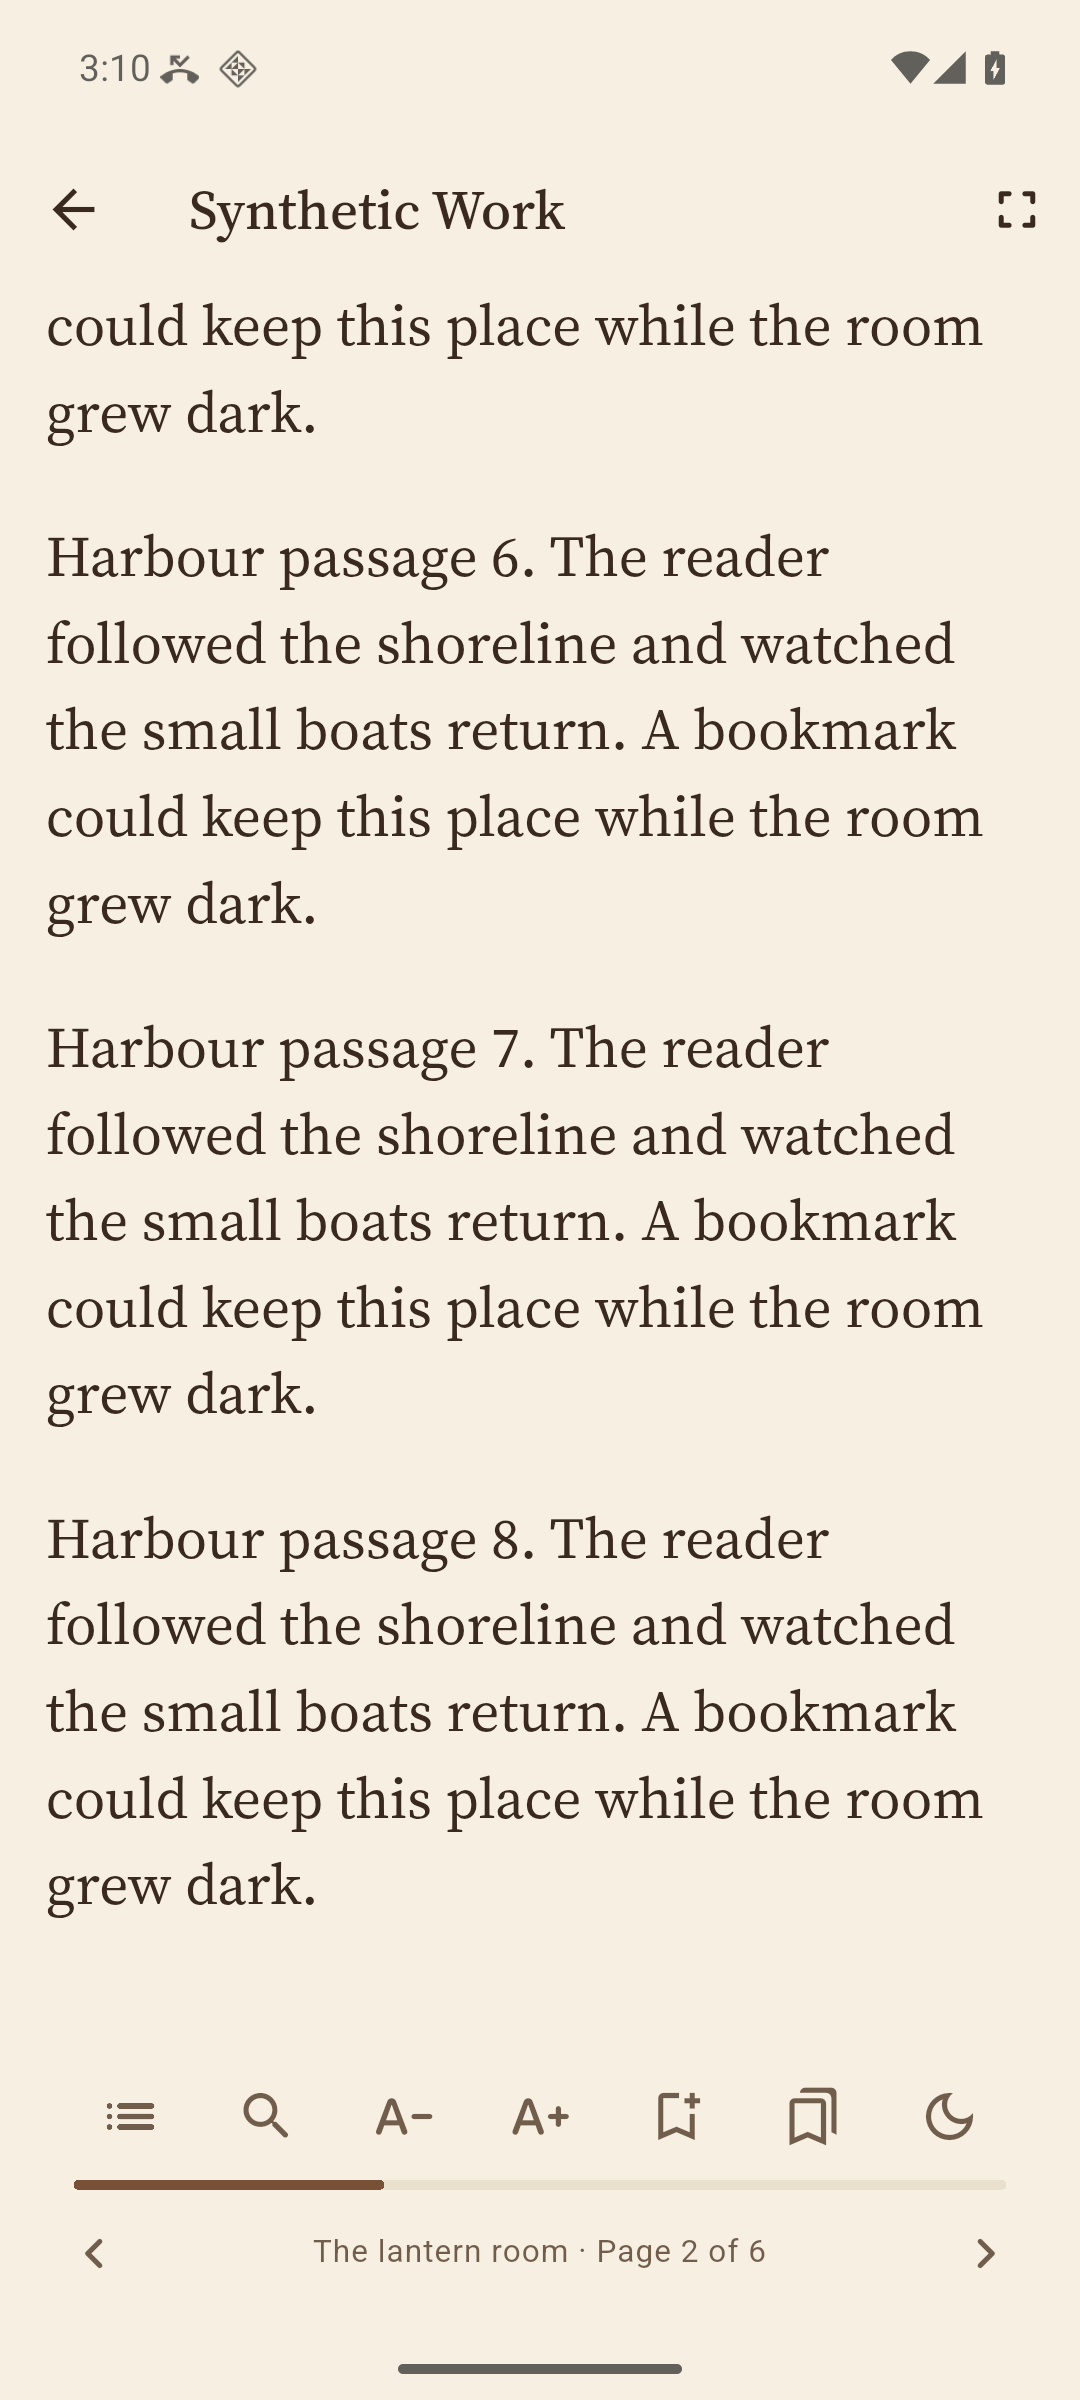 3:10
Synthetic Work
could keep this place while the room
grew dark.
Harbour passage 6. The reader
followed the shoreline and watched
the small boats return. A bookmark
could keep this place while the room
grew dark.
Harbour passage 7. The reader
followed the shoreline and watched
the small boats return. A bookmark
could keep this place while the room
grew dark.
Harbour passage 8. The reader
followed the shoreline and watched
the small boats return. A bookmark
could keep this place while the room
grew dark.
A− A+
The lantern room · Page 2 of 6